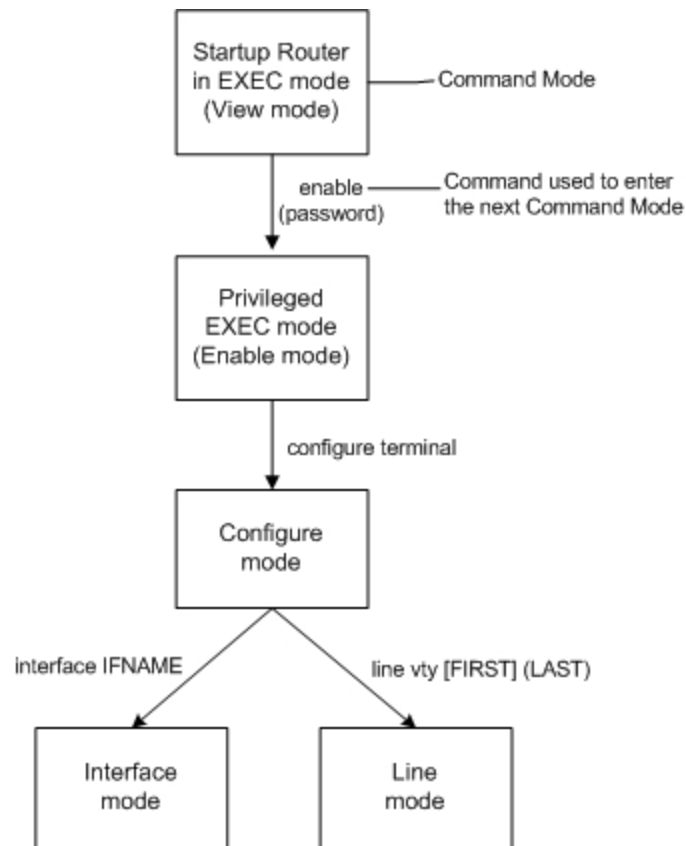 Startup Router
in EXEC mode
(View mode)
Command Mode
enable
(password)
Command used to enter
the next Command Mode
Privileged
EXEC mode
(Enable mode)
configure terminal
Configure
mode
interface IFNAME
line vty [FIRST] (LAST)
Interface
mode
Line
mode